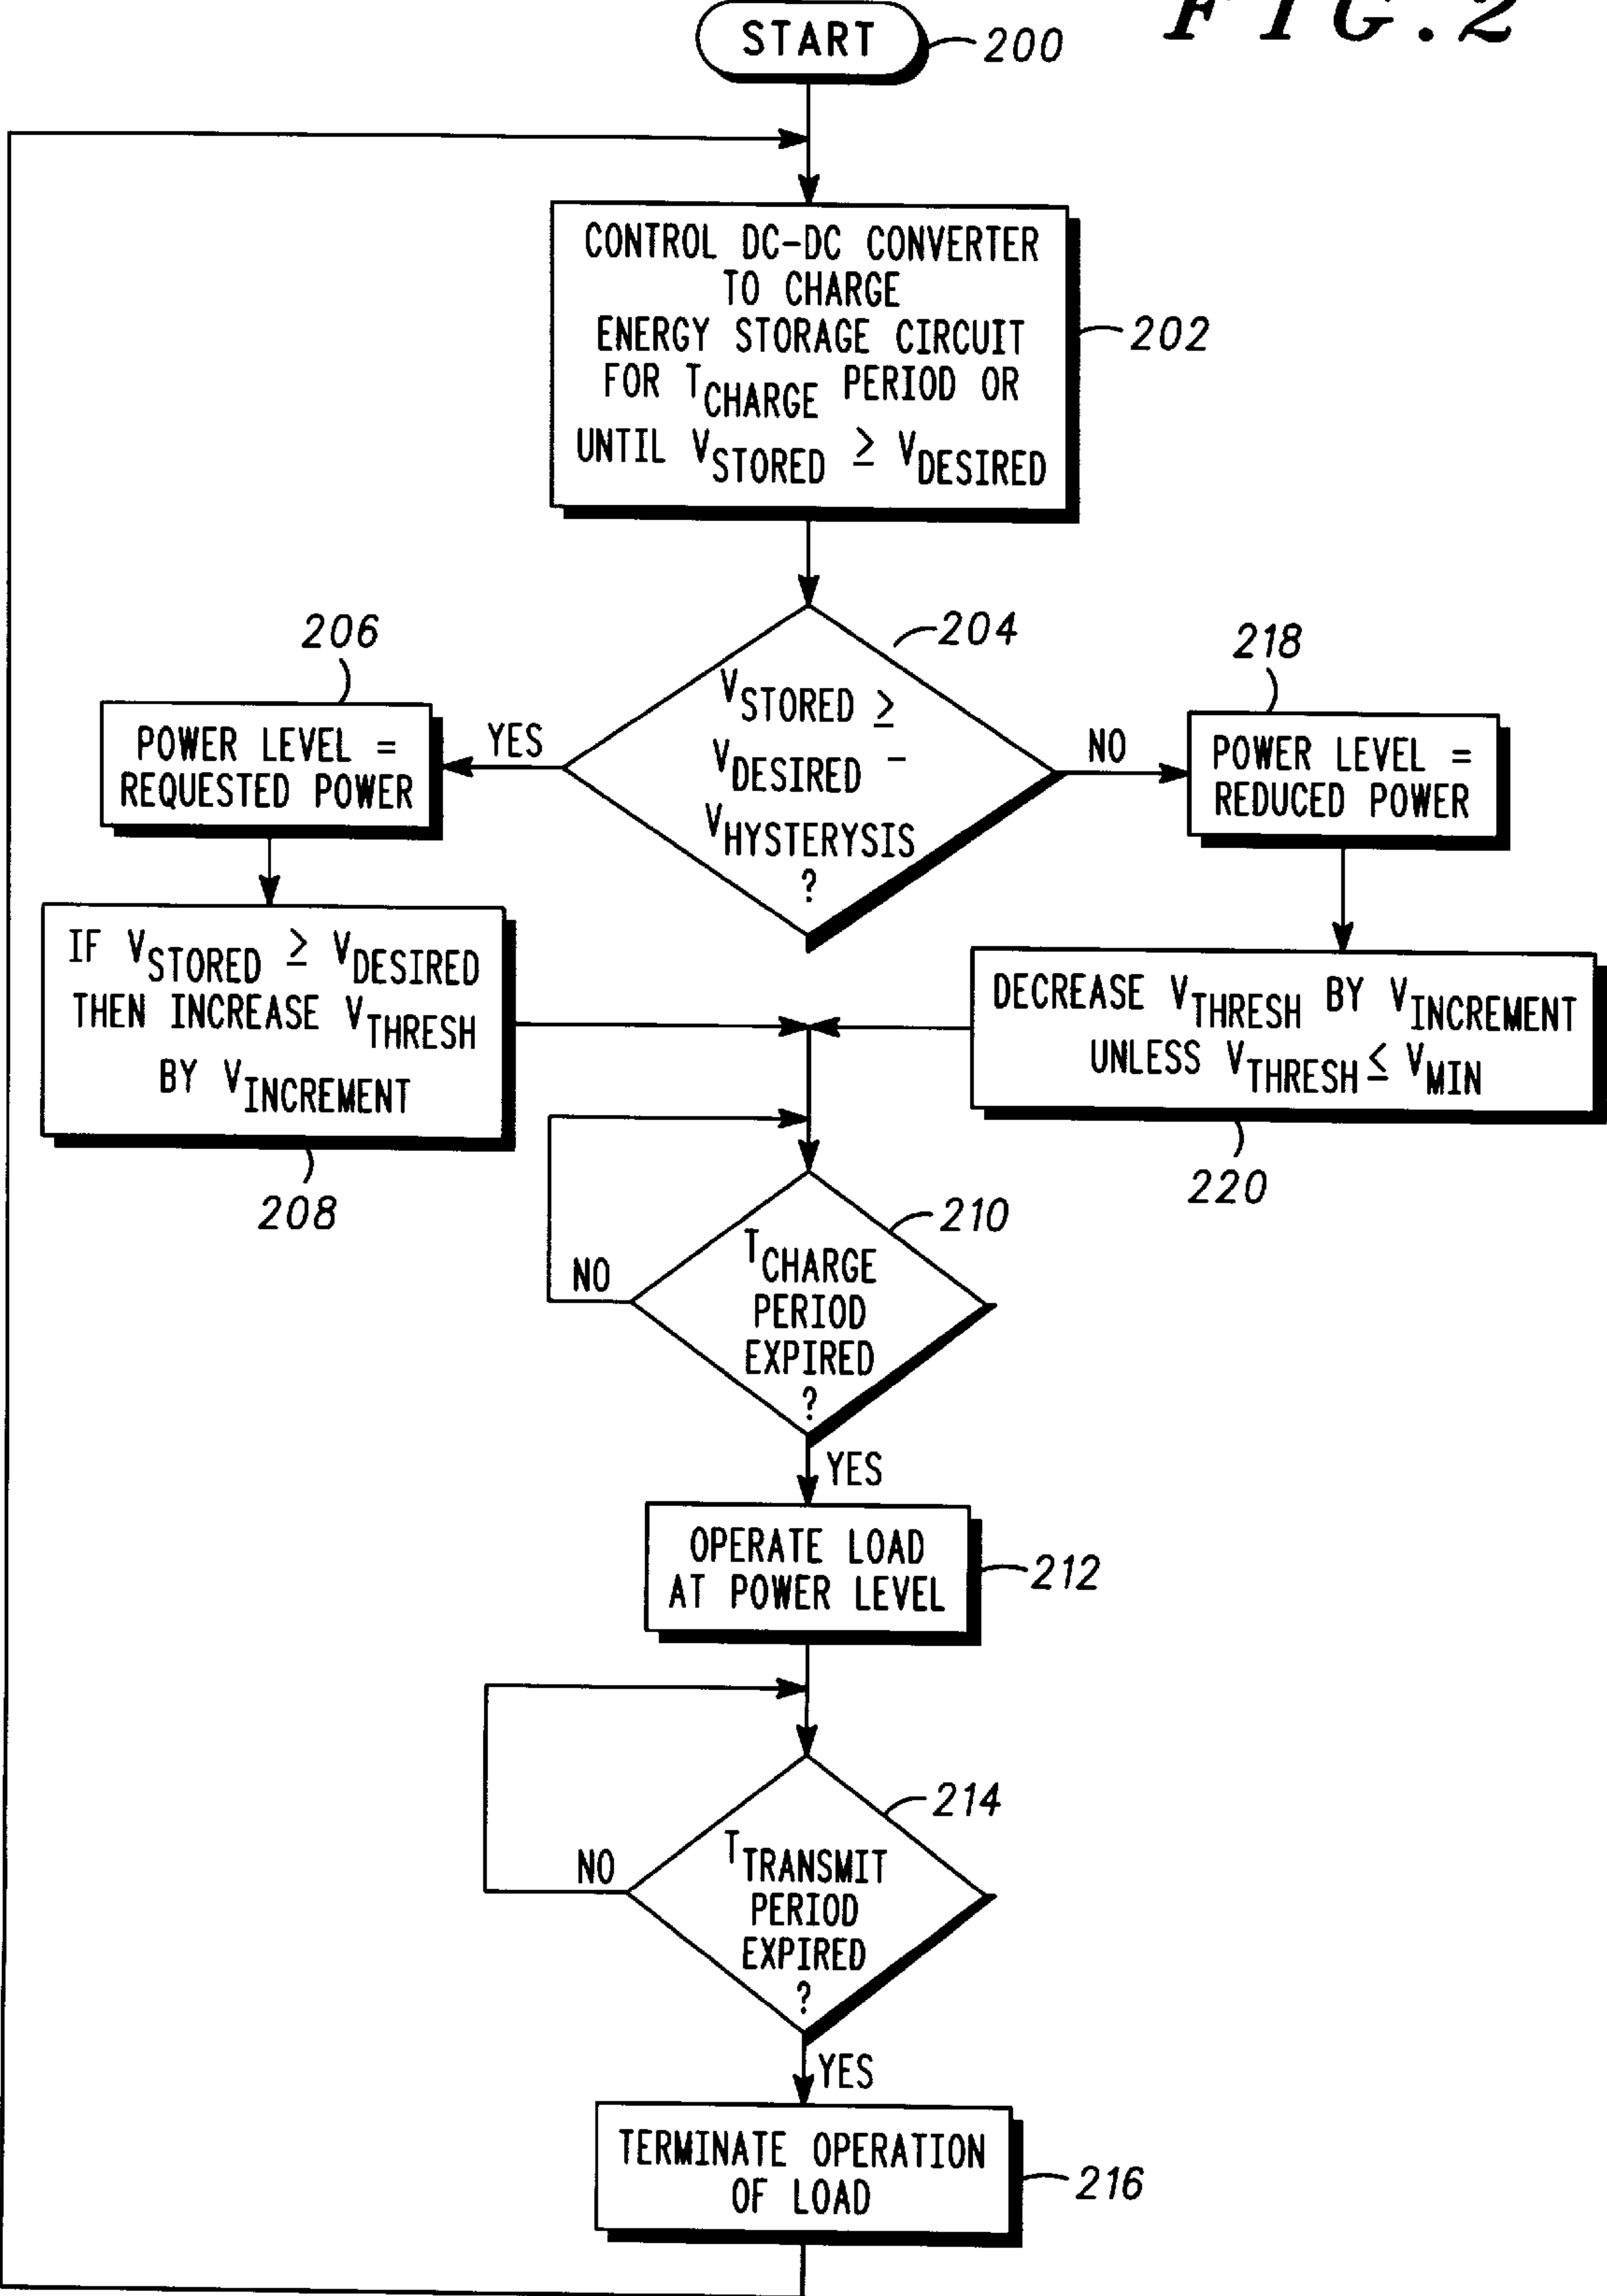 FIG.2
START
200
CONTROL DC-DC CONVERTER
TO CHARGE
ENERGY STORAGE CIRCUIT
FOR TCHARGE PERIOD OR
UNTIL VSTORED ≥ VDESIRED
202
204
VSTORED ≥
VDESIRED -
VHYSTERYSIS
?
YES
NO
206
POWER LEVEL =
REQUESTED POWER
218
POWER LEVEL =
REDUCED POWER
IF VSTORED ≥ VDESIRED
THEN INCREASE VTHRESH
BY VINCREMENT
208
DECREASE VTHRESH BY VINCREMENT
UNLESS VTHRESH ≤ VMIN
220
210
TCHARGE
PERIOD
EXPIRED
?
NO
YES
OPERATE LOAD
AT POWER LEVEL
212
214
TTRANSMIT
PERIOD
EXPIRED
?
NO
YES
TERMINATE OPERATION
OF LOAD
216